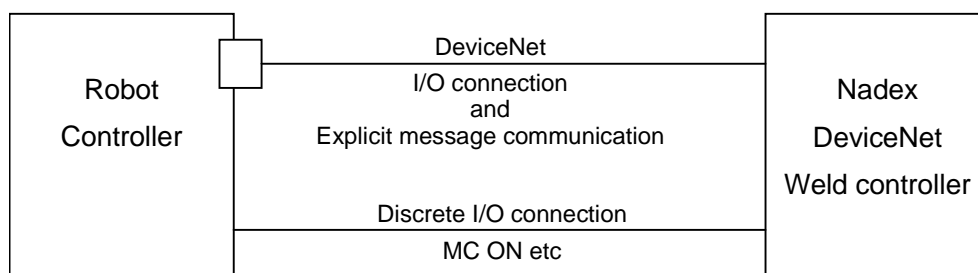 Robot
Controller
DeviceNet
I/O connection
and
Explicit message communication
Discrete I/O connection
MC ON etc
Nadex
DeviceNet
Weld controller